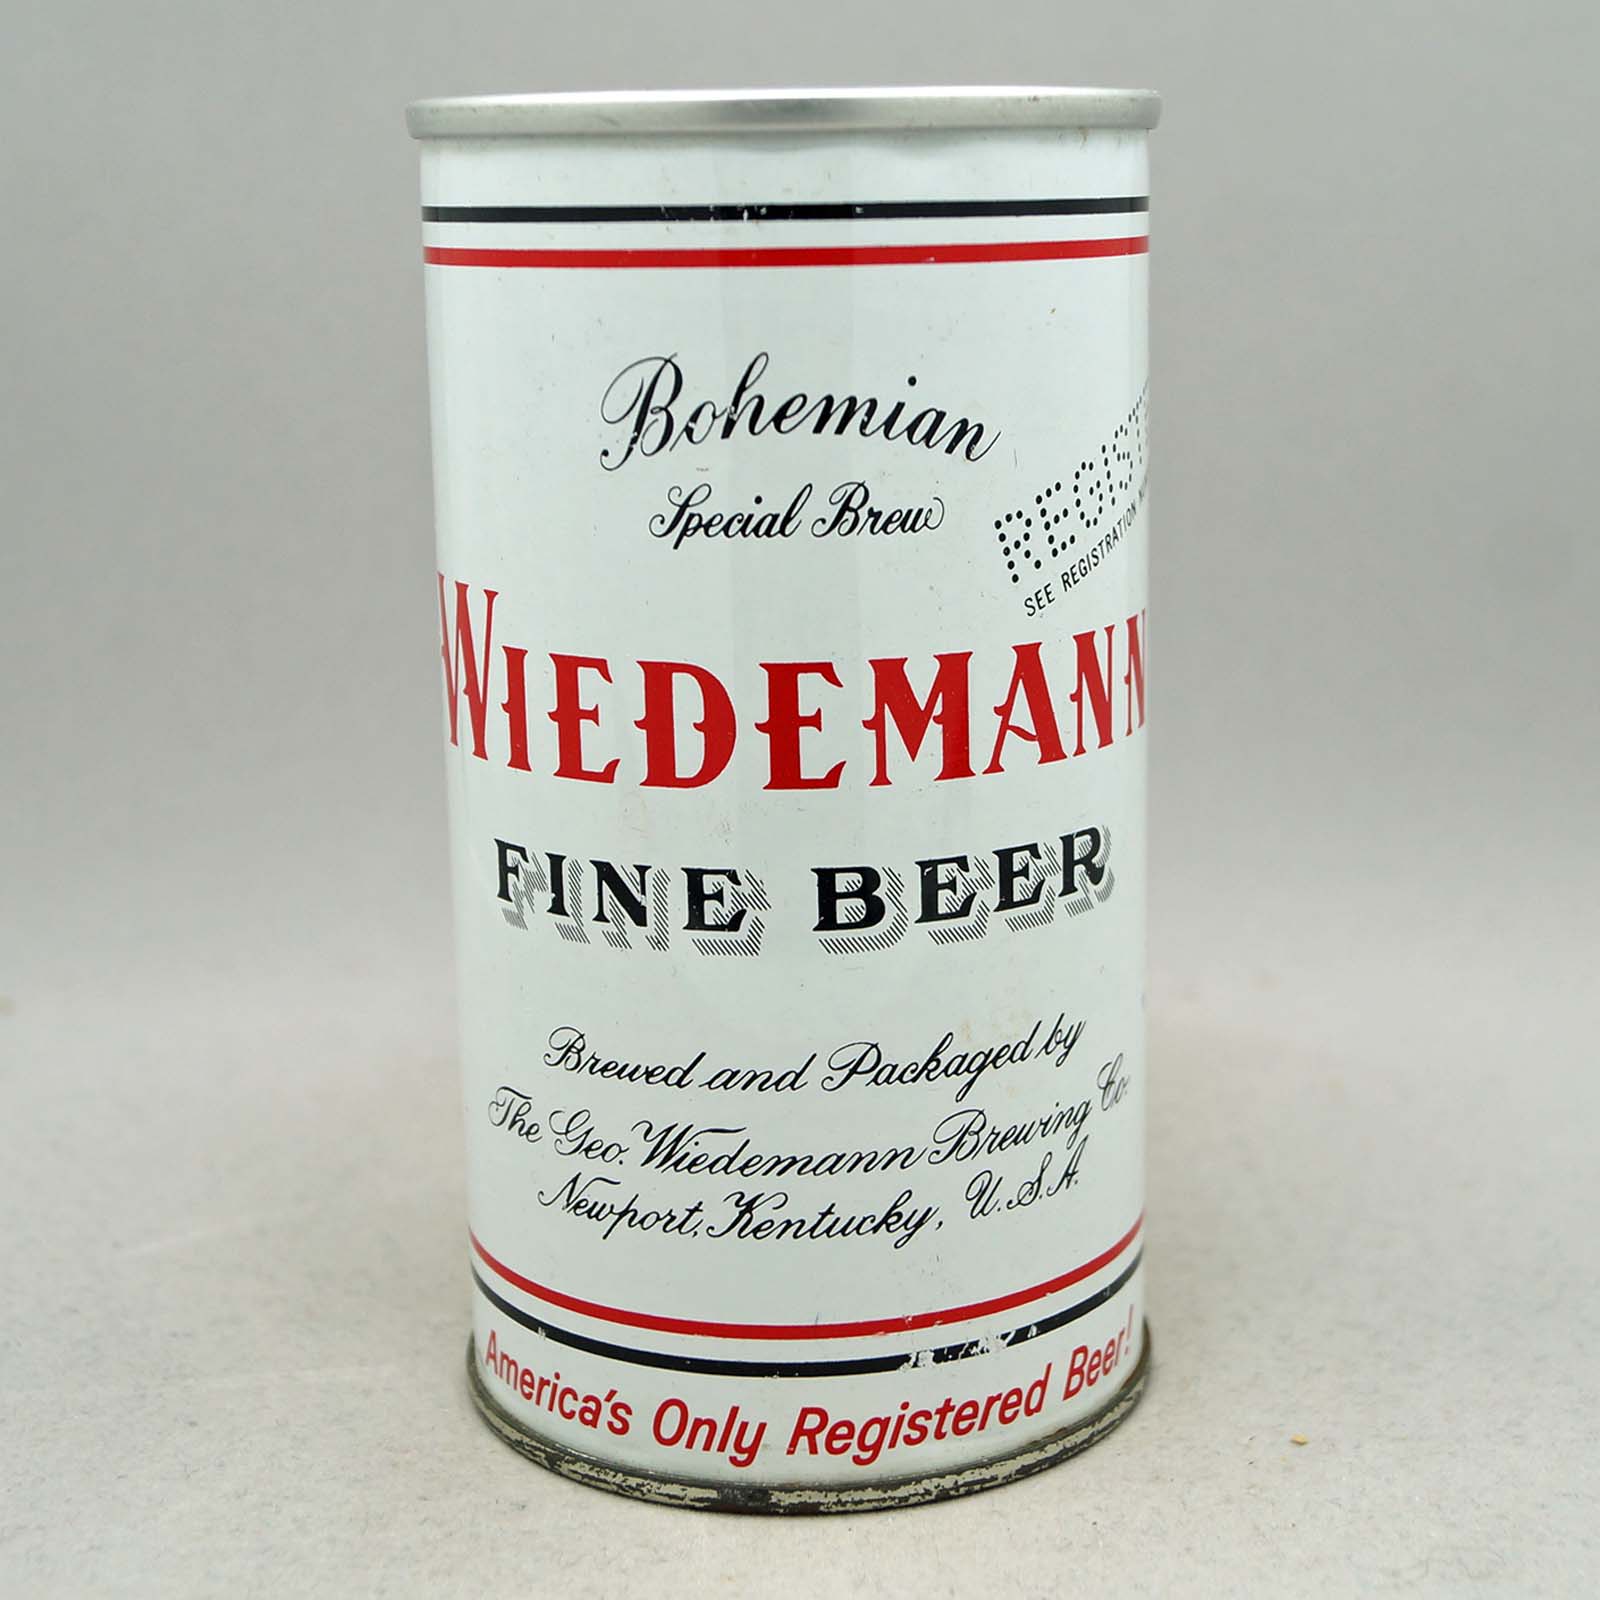 Bohemian
Special Brew
SEE REGISTRATION
WIEDEMANN
FINE BEER
Brewed and Packaged by
The Geo. Wiedemann Brewing Co.
Newport, Kentucky, U.S.A.
America's Only Registered Beer!